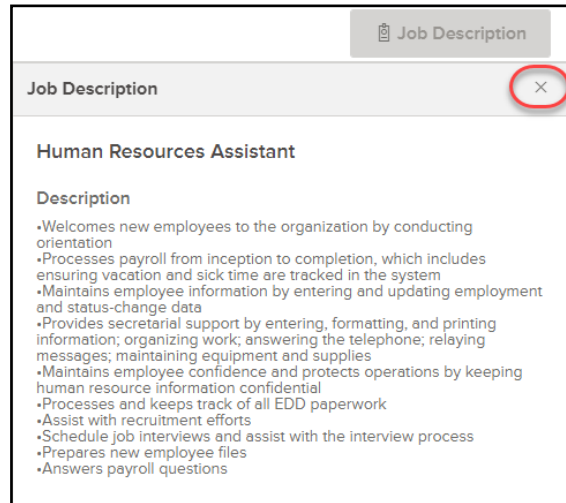 Job Description
Job Description
Human Resources Assistant
Description
•Welcomes new employees to the organization by conducting
orientation
•Processes payroll from inception to completion, which includes
ensuring vacation and sick time are tracked in the system
•Maintains employee information by entering and updating employment
and status-change data
•Provides secretarial support by entering, formatting, and printing
information; organizing work; answering the telephone; relaying
messages; maintaining equipment and supplies
•Maintains employee confidence and protects operations by keeping
human resource information confidential
•Processes and keeps track of all EDD paperwork
•Assist with recruitment efforts
•Schedule job interviews and assist with the interview process
•Prepares new employee files
•Answers payroll questions